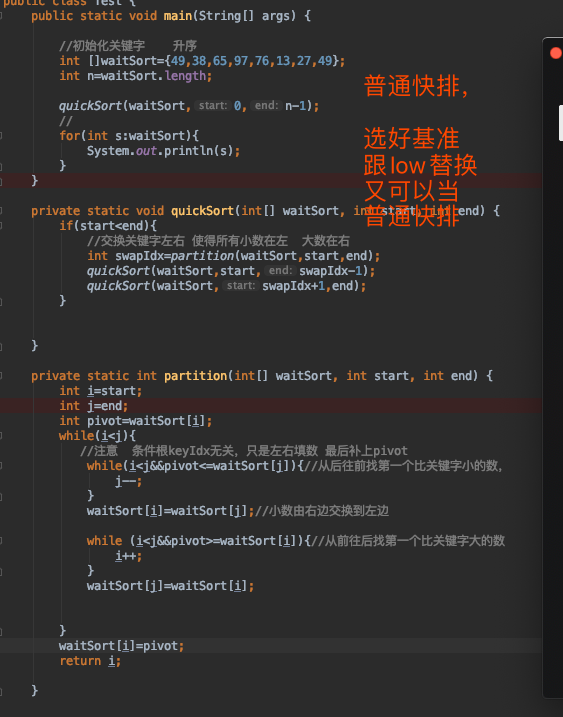 public class Test {
public static void main(String[] args) {
//初始化关键字    升序
int []waitSort={49,38,65,97,76,13,27,49};
int n=waitSort.length;
普通快排，
quickSort(waitSort, start: 0, end: n-1);
//
选好基准
for(int s:waitSort){
System.out.println(s);
跟low替换
}
又可以当
}
普通快排
private static void quickSort(int[] waitSort, int start, int end) {
if(start<end){
//交换关键字左右 使得所有小数在左  大数在右
int swapIdx=partition(waitSort,start,end);
quickSort(waitSort,start, end: swapIdx-1);
quickSort(waitSort, start: swapIdx+1,end);
}
}
private static int partition(int[] waitSort, int start, int end) {
int i=start;
int j=end;
int pivot=waitSort[i];
while(i<j){
//注意  条件根keyIdx无关，只是左右填数 最后补上pivot
while(i<j&&pivot<=waitSort[j]){//从后往前找第一个比关键字小的数,
j--;
}
waitSort[i]=waitSort[j];//小数由右边交换到左边
while (i<j&&pivot>=waitSort[i]){//从前往后找第一个比关键字大的数
i++;
}
waitSort[j]=waitSort[i];
}
waitSort[i]=pivot;
return i;
}